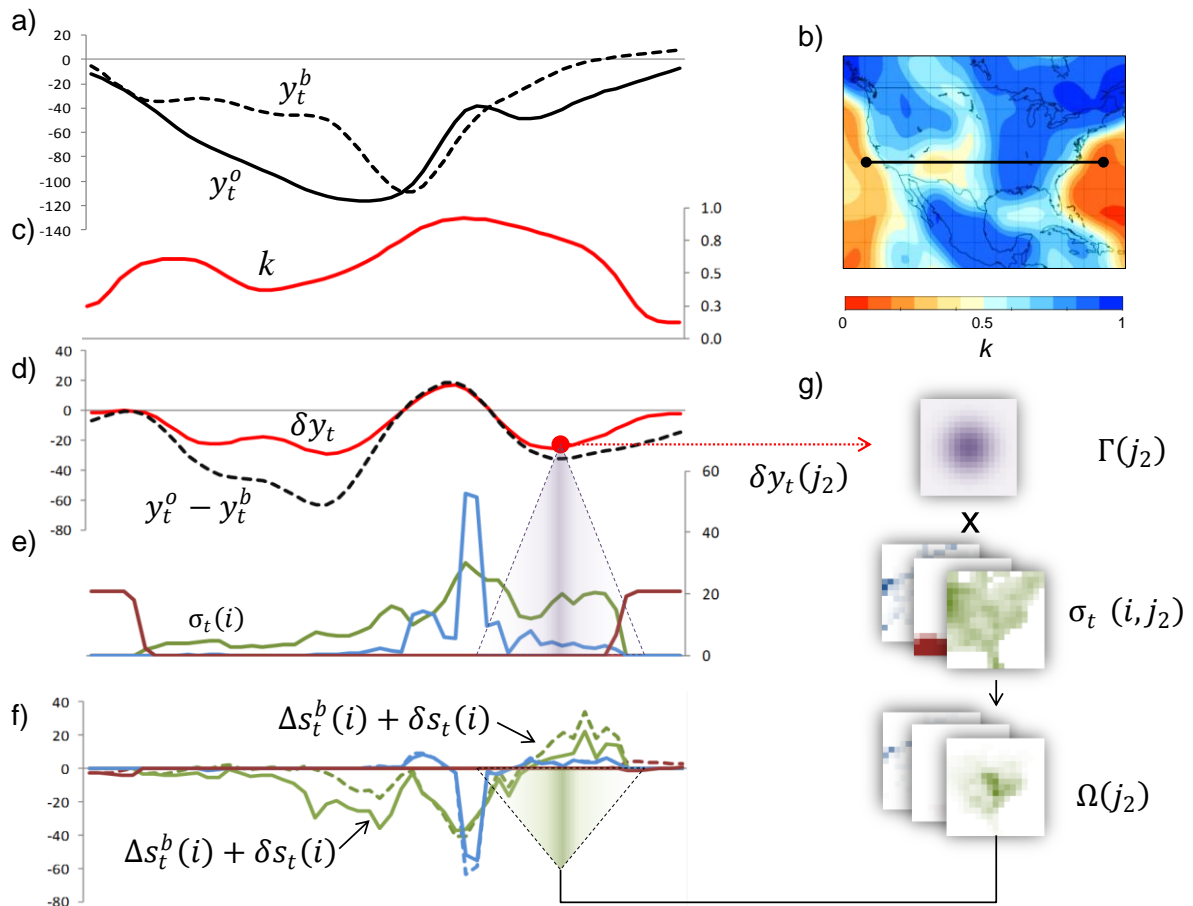 a)
20
0
-20
-40
-60
-80
-100
-120
-140
y_t^b
y_t^o
b)
0
0.5
1
k
c)
1.0
0.8
0.5
0.3
0.0
k
d)
40
20
0
-20
-40
-60
-80
δy_t
y_t^o − y_t^b
δy_t(j_2)
e)
60
40
20
0
σ_t(i)
f)
40
20
0
-20
-40
-60
-80
Δs_t^b(i) + δs_t(i)
Δs_t^b(i) + δs_t(i)
g)
Γ(j_2)
x
σ_t (i, j_2)
Ω(j_2)